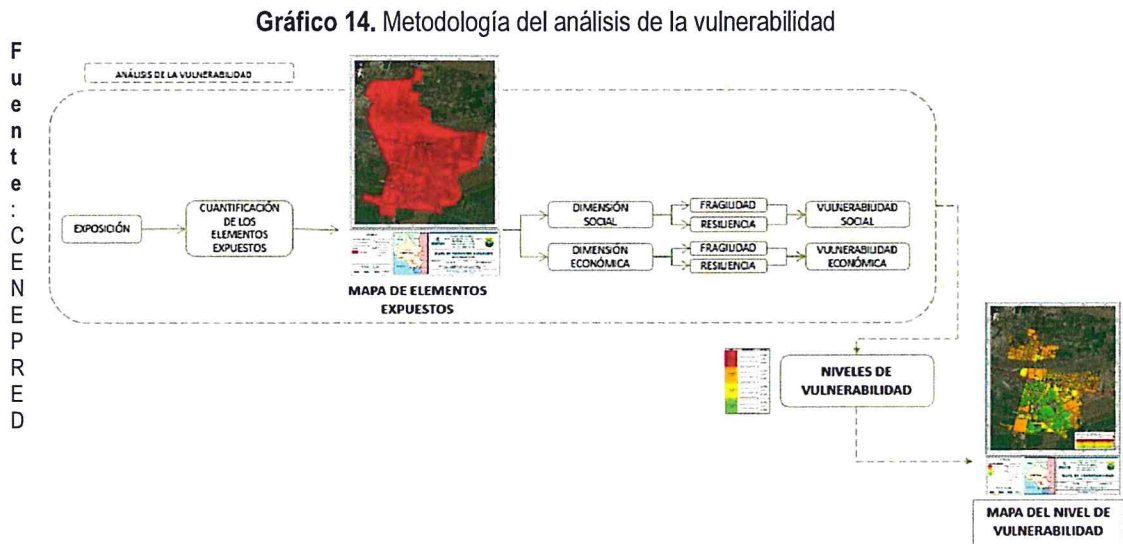 Gráfico 14. Metodología del análisis de la vulnerabilidad
Fuente: CENEPRED
ANÁLISIS DE LA VULNERABILIDAD
EXPOSICIÓN
CUANTIFICACIÓN
DE LOS
ELEMENTOS
EXPUESTOS
MAPA DE ELEMENTOS
EXPUESTOS
DIMENSIÓN
SOCIAL
FRAGILIDAD
RESILIENCIA
VULNERABILIDAD
SOCIAL
DIMENSIÓN
ECONÓMICA
FRAGILIDAD
RESILIENCIA
VULNERABILIDAD
ECONÓMICA
NIVELES DE
VULNERABILIDAD
MAPA DEL NIVEL DE
VULNERABILIDAD